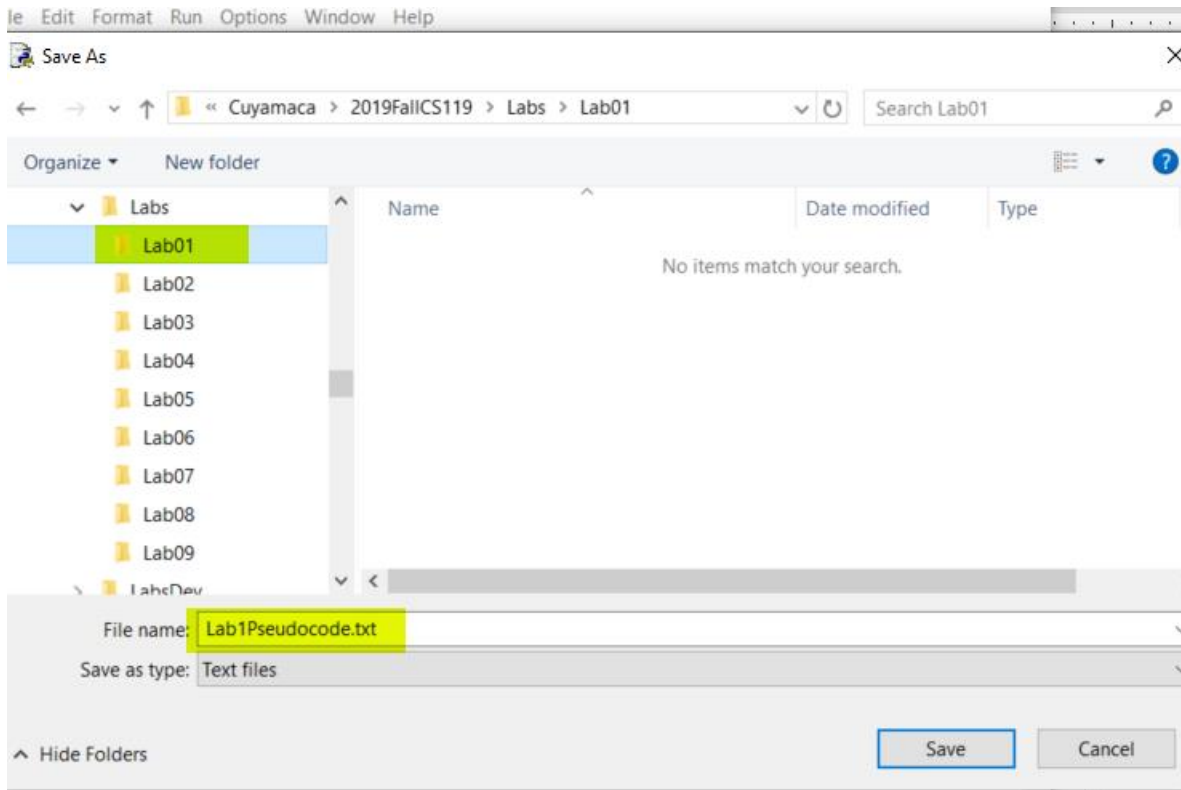 le Edit Format Run Options Window Help
Save As
« Cuyamaca > 2019FallCS119 > Labs > Lab01 Search Lab01
Organize New folder ?
Labs Name Date modified Type
Lab01
No items match your search.
Lab02
Lab03
Lab04
Lab05
Lab06
Lab07
Lab08
Lab09
LabsDev
File name: Lab1Pseudocode.txt
Save as type: Text files
Hide Folders Save Cancel